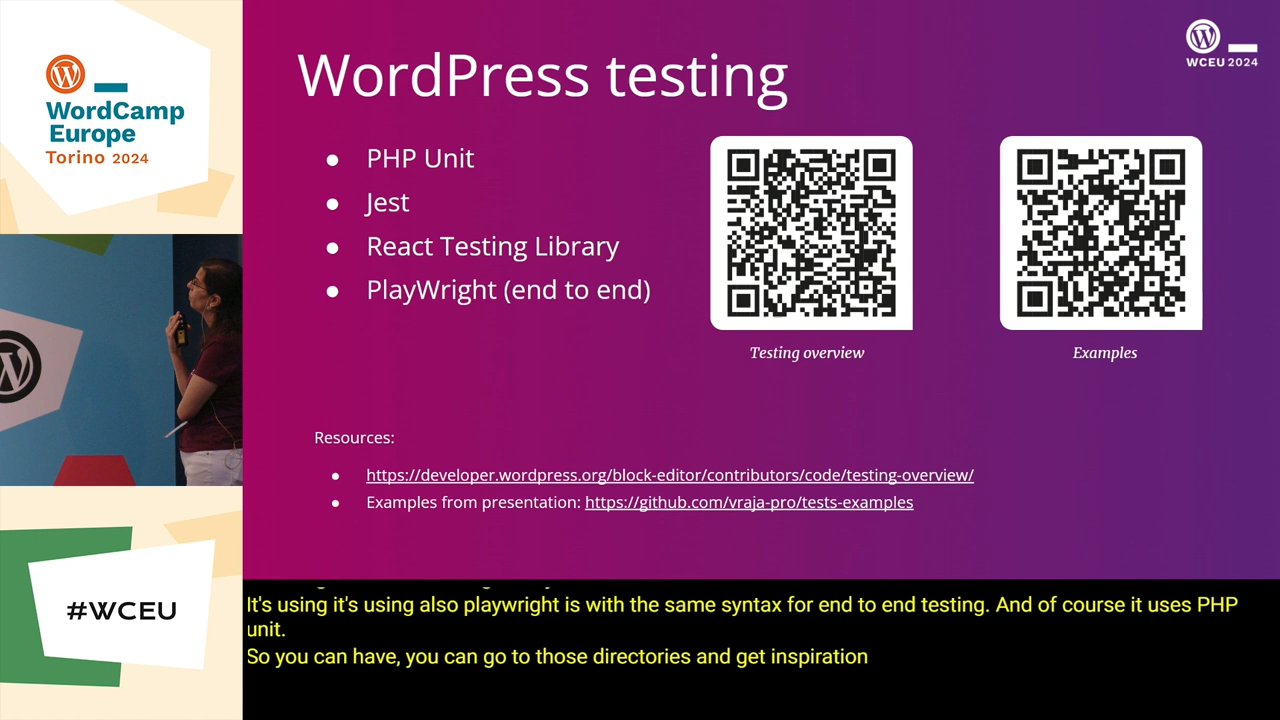 WordCamp
Europe
Torino 2024
#WCEU
WordPress testing
WCEU 2024
● PHP Unit
● Jest
● React Testing Library
● PlayWright (end to end)
Testing overview
Examples
Resources:
● https://developer.wordpress.org/block-editor/contributors/code/testing-overview/
● Examples from presentation: https://github.com/vraja-pro/tests-examples
It's using it's using also playwright is with the same syntax for end to end testing. And of course it uses PHP
unit.
So you can have, you can go to those directories and get inspiration